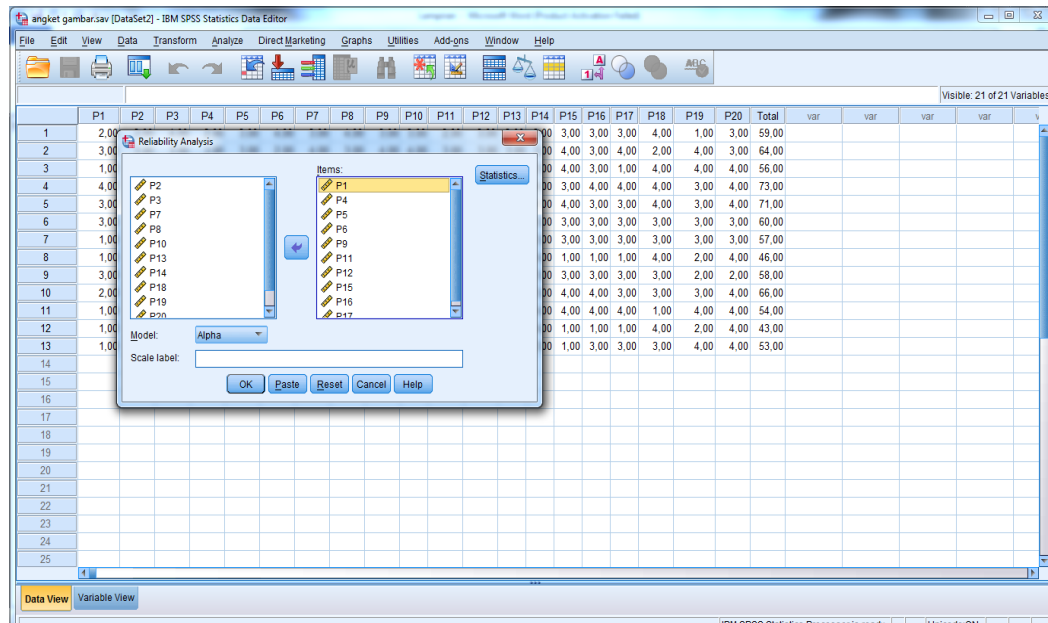 angket gambar.sav [DataSet2] - IBM SPSS Statistics Data Editor
File Edit View Data Transform Analyze Direct Marketing Graphs Utilities Add-ons Window Help
Visible: 21 of 21 Variables
P1 P2 P3 P4 P5 P6 P7 P8 P9 P10 P11 P12 P13 P14 P15 P16 P17 P18 P19 P20 Total var var var var
1 2,00 3,00 3,00 3,00 4,00 1,00 3,00 59,00
2 3,00 4,00 3,00 4,00 2,00 4,00 3,00 64,00
3 1,00 4,00 3,00 1,00 4,00 4,00 4,00 56,00
4 4,00 3,00 4,00 4,00 3,00 4,00 4,00 73,00
5 3,00 4,00 3,00 4,00 4,00 3,00 4,00 71,00
6 3,00 3,00 3,00 3,00 3,00 3,00 3,00 60,00
7 1,00 3,00 3,00 3,00 3,00 3,00 3,00 57,00
8 1,00 1,00 1,00 1,00 4,00 2,00 4,00 46,00
9 3,00 3,00 3,00 3,00 3,00 2,00 2,00 58,00
10 2,00 4,00 4,00 3,00 3,00 3,00 4,00 66,00
11 1,00 4,00 4,00 4,00 1,00 4,00 4,00 54,00
12 1,00 1,00 1,00 1,00 4,00 2,00 4,00 43,00
13 1,00 1,00 3,00 3,00 3,00 4,00 4,00 53,00
14
15
16
17
18
19
20
21
22
23
24
25
Reliability Analysis
Items:
Statistics...
P2
P3
P7
P8
P10
P13
P14
P18
P19
P20
P1
P4
P5
P6
P9
P11
P12
P15
P16
P17
Model: Alpha
Scale label:
OK Paste Reset Cancel Help
Data View Variable View